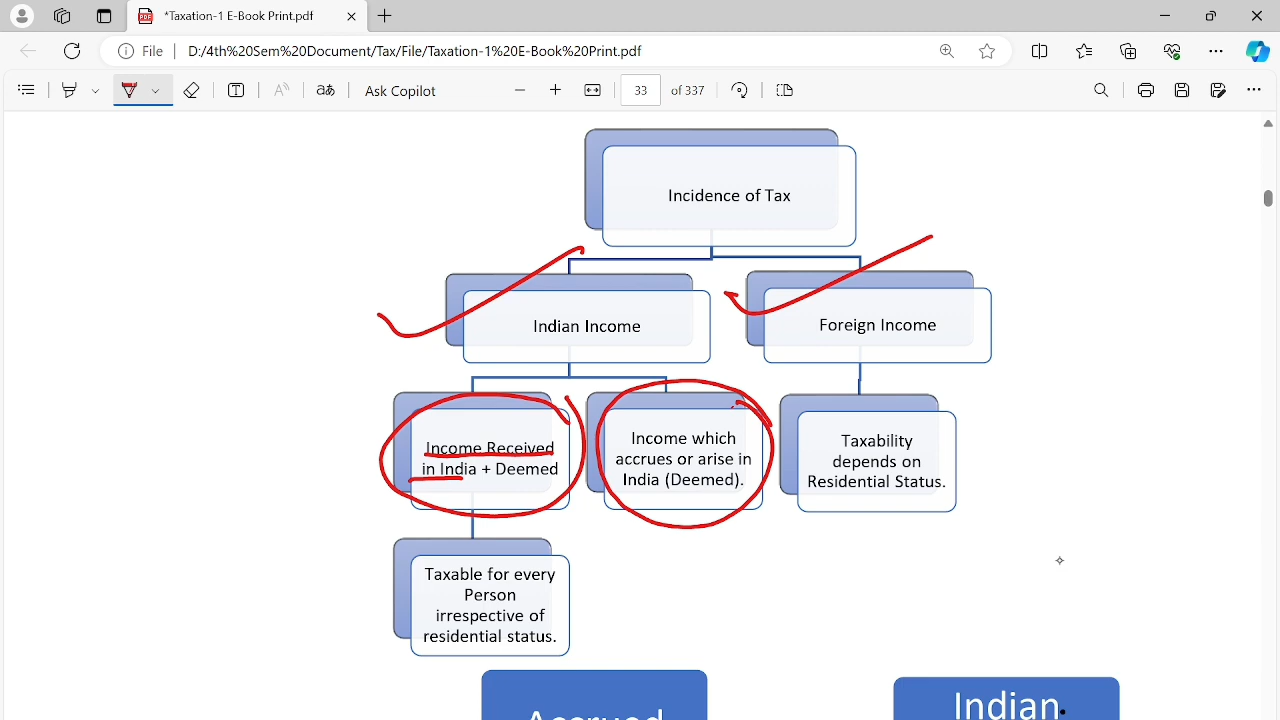 *Taxation-1 E-Book Print.pdf
File
D:/4th%20Sem%20Document/Tax/File/Taxation-1%20E-Book%20Print.pdf
Ask Copilot
33 of 337
Incidence of Tax
Indian Income
Foreign Income
Income Received
in India + Deemed
Income which
accrues or arise in
India (Deemed).
Taxability
depends on
Residential Status.
Taxable for every
Person
irrespective of
residential status.
Accrued
Indian